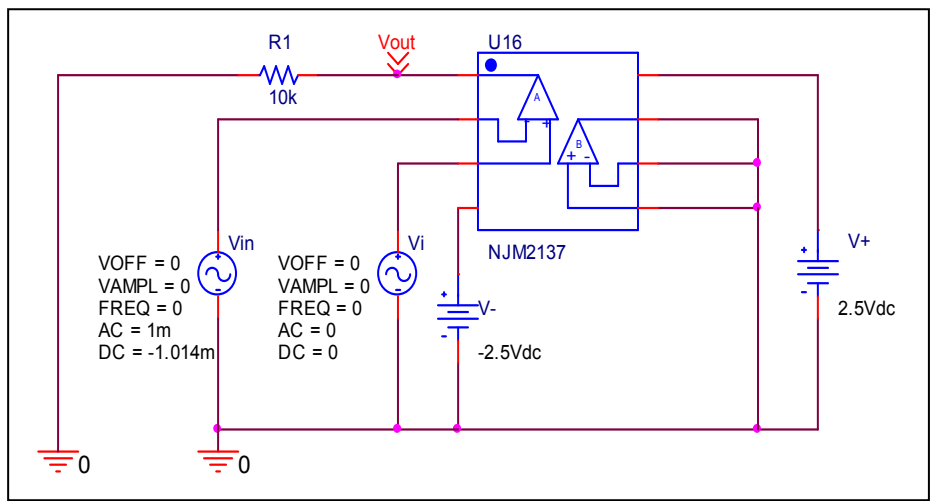 R1
Vout
U16
10k
A
- +
B
+ -
NJM2137
Vin
VOFF = 0
VAMPL = 0
FREQ = 0
AC = 1m
DC = -1.014m
Vi
VOFF = 0
VAMPL = 0
FREQ = 0
AC = 0
DC = 0
V-
-2.5Vdc
V+
2.5Vdc
0
0